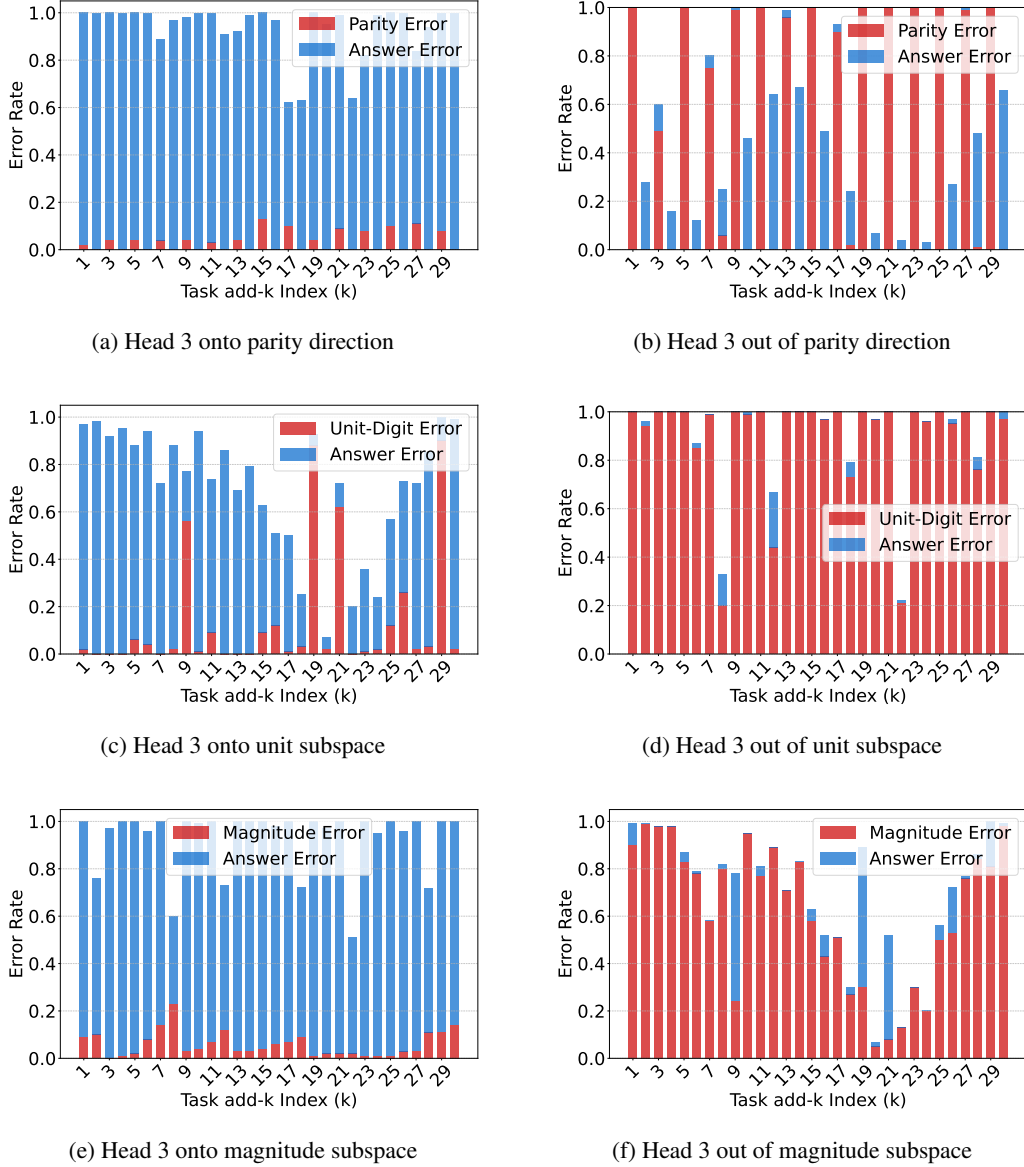 1.0
0.8
0.6
0.4
0.2
0.0
Error Rate
Parity Error
Answer Error
1 3 5 7 9 11 13 15 17 19 21 23 25 27 29
Task add-k Index (k)
(a) Head 3 onto parity direction
1.0
0.8
0.6
0.4
0.2
0.0
Error Rate
Parity Error
Answer Error
1 3 5 7 9 11 13 15 17 19 21 23 25 27 29
Task add-k Index (k)
(b) Head 3 out of parity direction
1.0
0.8
0.6
0.4
0.2
0.0
Error Rate
Unit-Digit Error
Answer Error
1 3 5 7 9 11 13 15 17 19 21 23 25 27 29
Task add-k Index (k)
(c) Head 3 onto unit subspace
1.0
0.8
0.6
0.4
0.2
0.0
Error Rate
Unit-Digit Error
Answer Error
1 3 5 7 9 11 13 15 17 19 21 23 25 27 29
Task add-k Index (k)
(d) Head 3 out of unit subspace
1.0
0.8
0.6
0.4
0.2
0.0
Error Rate
Magnitude Error
Answer Error
1 3 5 7 9 11 13 15 17 19 21 23 25 27 29
Task add-k Index (k)
(e) Head 3 onto magnitude subspace
1.0
0.8
0.6
0.4
0.2
0.0
Error Rate
Magnitude Error
Answer Error
1 3 5 7 9 11 13 15 17 19 21 23 25 27 29
Task add-k Index (k)
(f) Head 3 out of magnitude subspace